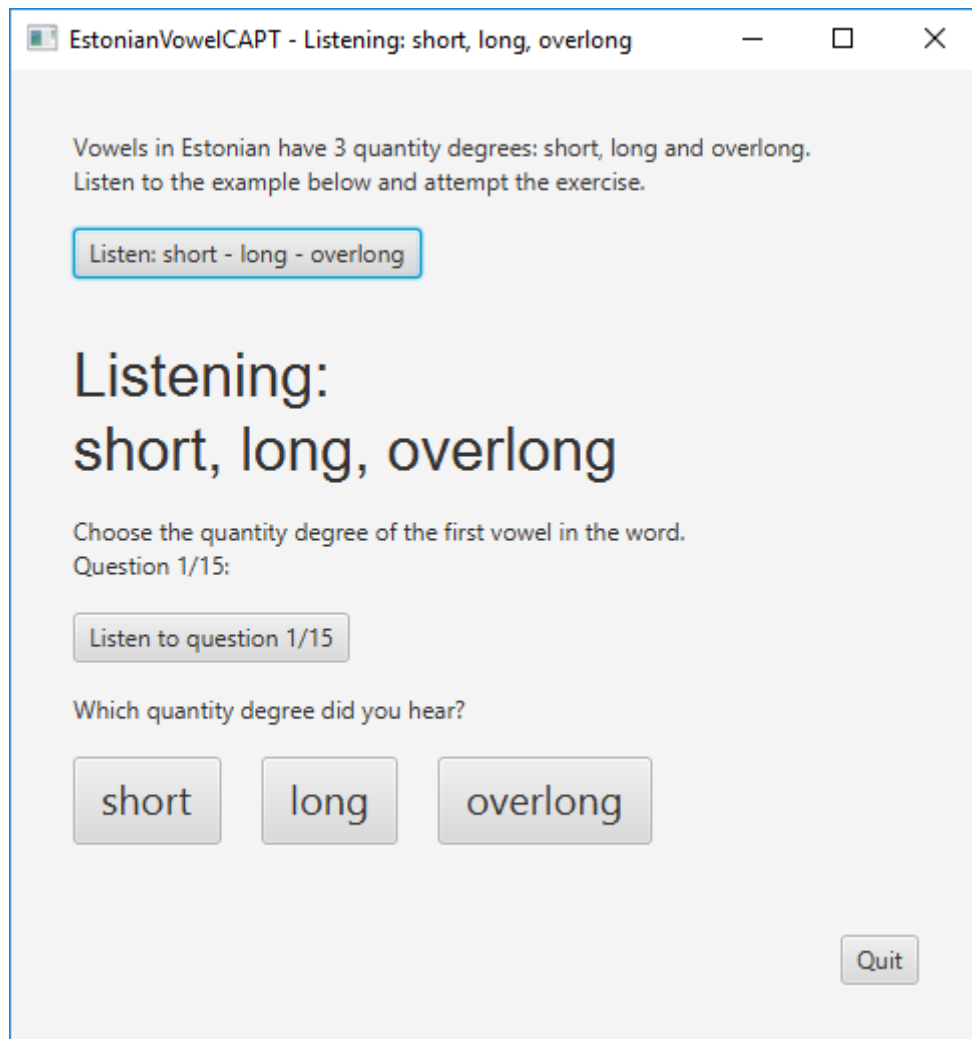 EstonianVowelCAPT - Listening: short, long, overlong
Vowels in Estonian have 3 quantity degrees: short, long and overlong.
Listen to the example below and attempt the exercise.
Listen: short - long - overlong
Listening:
short, long, overlong
Choose the quantity degree of the first vowel in the word.
Question 1/15:
Listen to question 1/15
Which quantity degree did you hear?
short long overlong
Quit